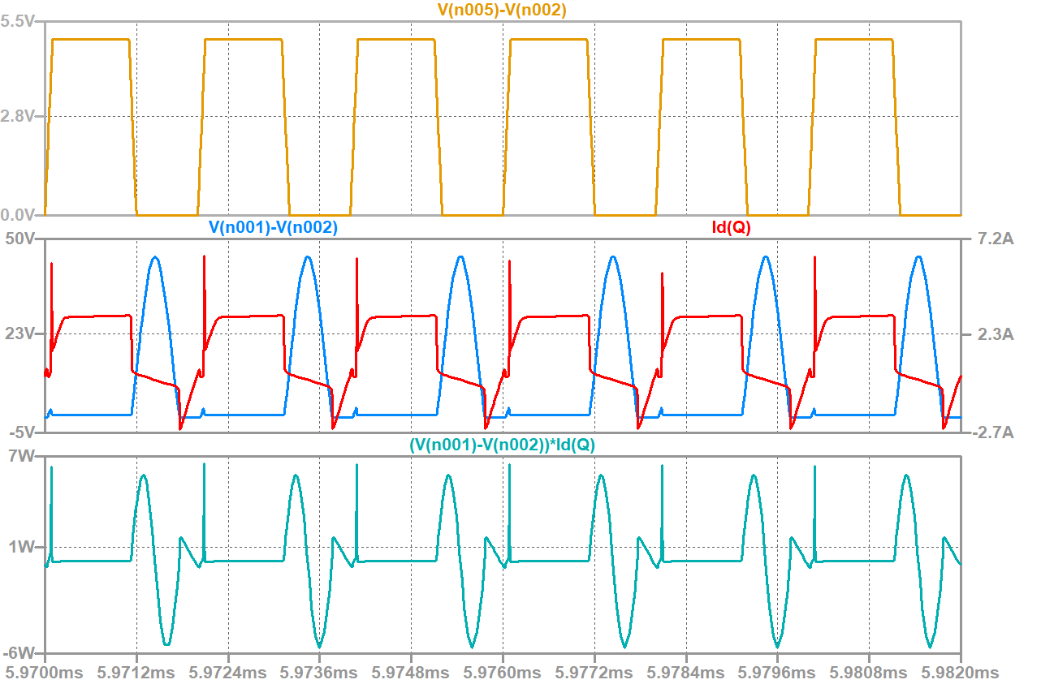 V(n005)-V(n002)
5.5V
2.8V
0.0V
V(n001)-V(n002) Id(Q)
50V 7.2A
23V 2.3A
-5V -2.7A
(V(n001)-V(n002))*Id(Q)
7W
1W
-6W
5.9700ms 5.9712ms 5.9724ms 5.9736ms 5.9748ms 5.9760ms 5.9772ms 5.9784ms 5.9796ms 5.9808ms 5.9820ms